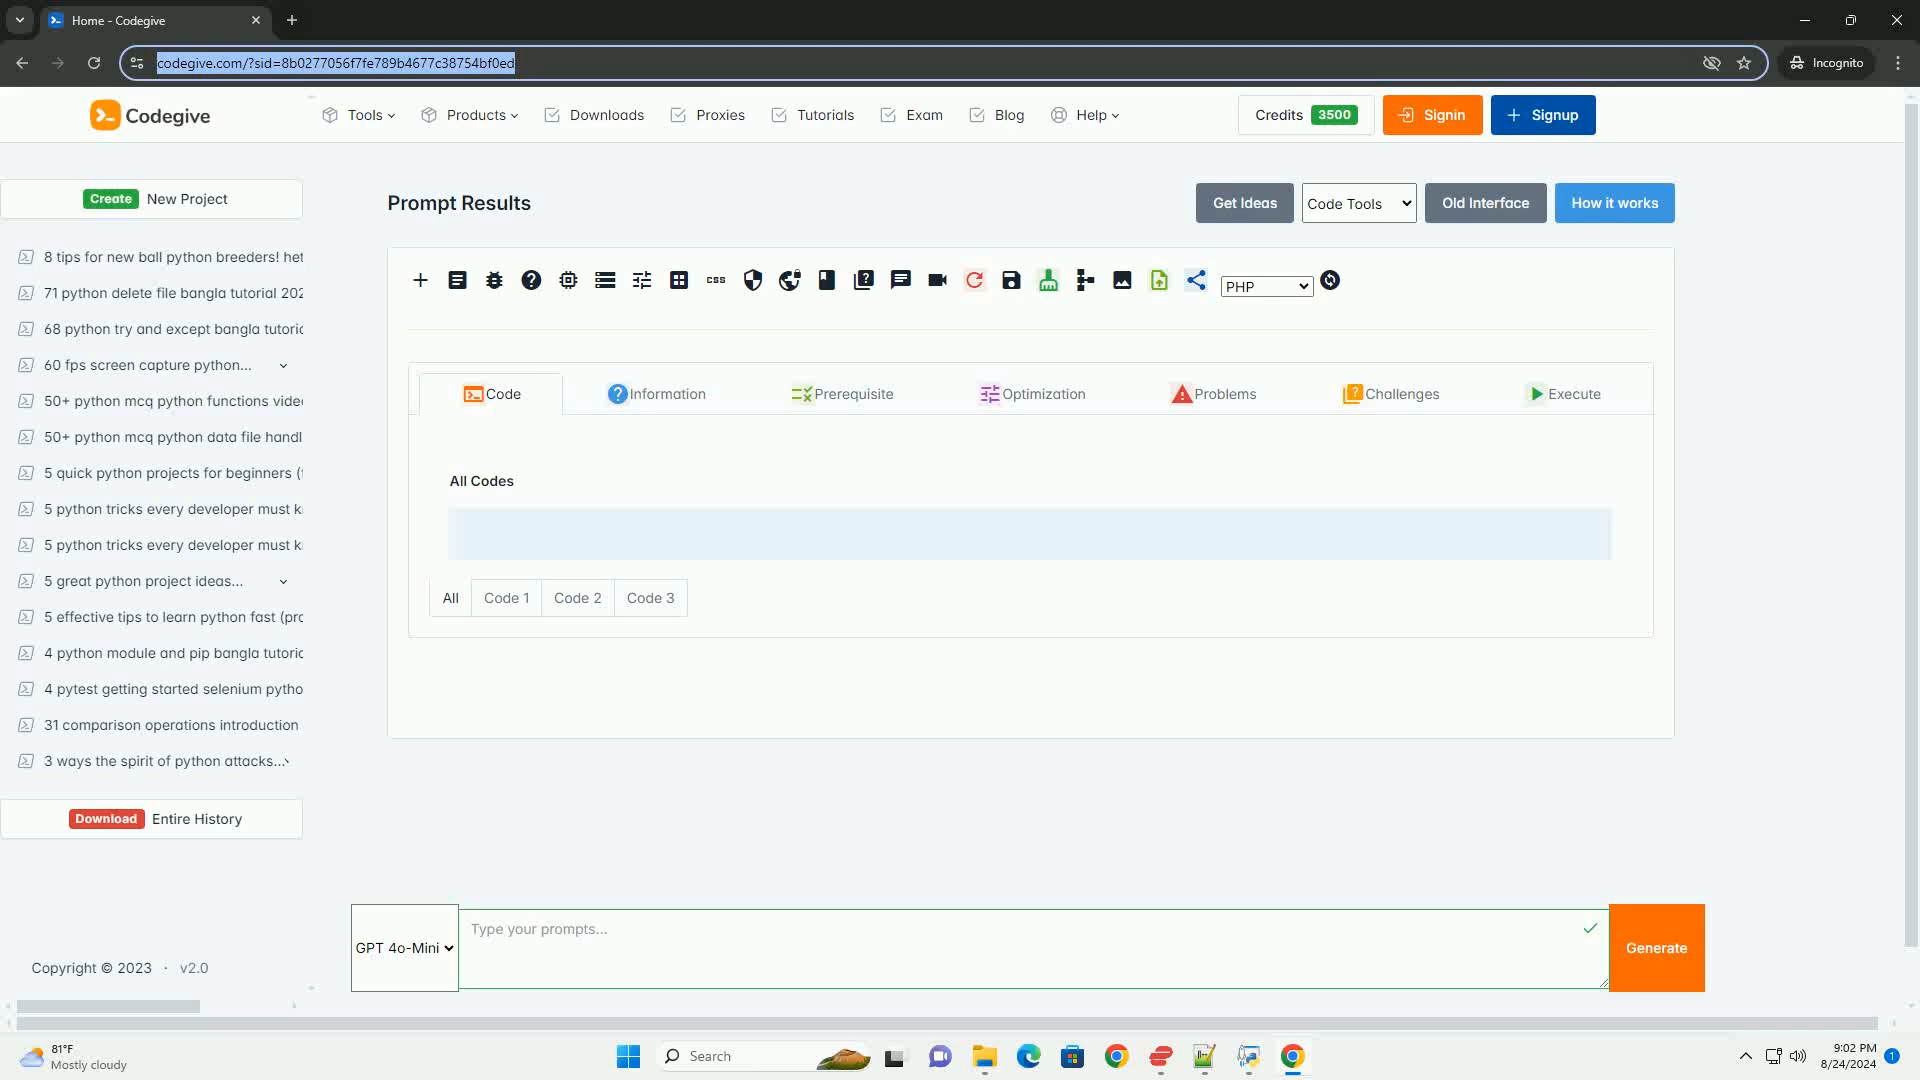 Home - Codegive
codegive.com/?sid=8b0277056f7fe789b4677c38754bf0ed
Incognito
Codegive
Tools
Products
Downloads
Proxies
Tutorials
Exam
Blog
Help
Credits 3500
Signin
Signup
Create New Project
8 tips for new ball python breeders! het
71 python delete file bangla tutorial 202
68 python try and except bangla tutoric
60 fps screen capture python...
50+ python mcq python functions vide
50+ python mcq python data file handl
5 quick python projects for beginners (
5 python tricks every developer must k
5 python tricks every developer must k
5 great python project ideas...
5 effective tips to learn python fast (prc
4 python module and pip bangla tutoric
4 pytest getting started selenium pytho
31 comparison operations introduction
3 ways the spirit of python attacks...
Download Entire History
Copyright © 2023 · v2.0
Prompt Results
Get Ideas
Code Tools
Old Interface
How it works
css
PHP
Code
Information
Prerequisite
Optimization
Problems
Challenges
Execute
All Codes
All
Code 1
Code 2
Code 3
GPT 4o-Mini
Type your prompts...
Generate
81°F
Mostly cloudy
Search
9:02 PM
8/24/2024
1